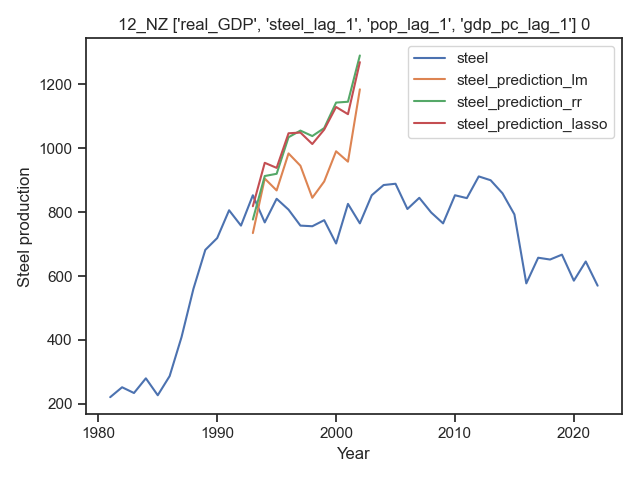 12_NZ ['real_GDP', 'steel_lag_1', 'pop_lag_1', 'gdp_pc_lag_1'] 0
steel
steel_prediction_lm
steel_prediction_rr
steel_prediction_lasso
Steel production
1200
1000
800
600
400
200
1980
1990
2000
2010
2020
Year